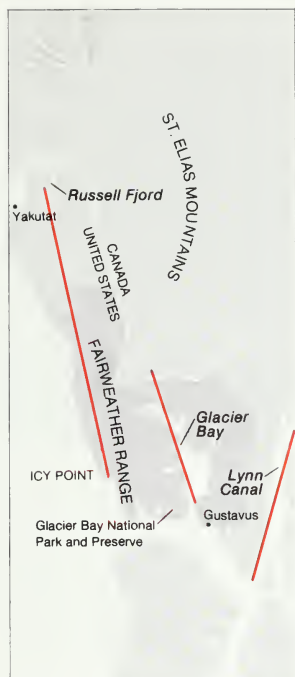 ST. ELIAS MOUNTAINS
Russell Fjord
Yakutat
CANADA
UNITED STATES
FAIRWEATHER RANGE
Glacier
Bay
Lynn
Canal
ICY POINT
Glacier Bay National
Park and Preserve
Gustavus